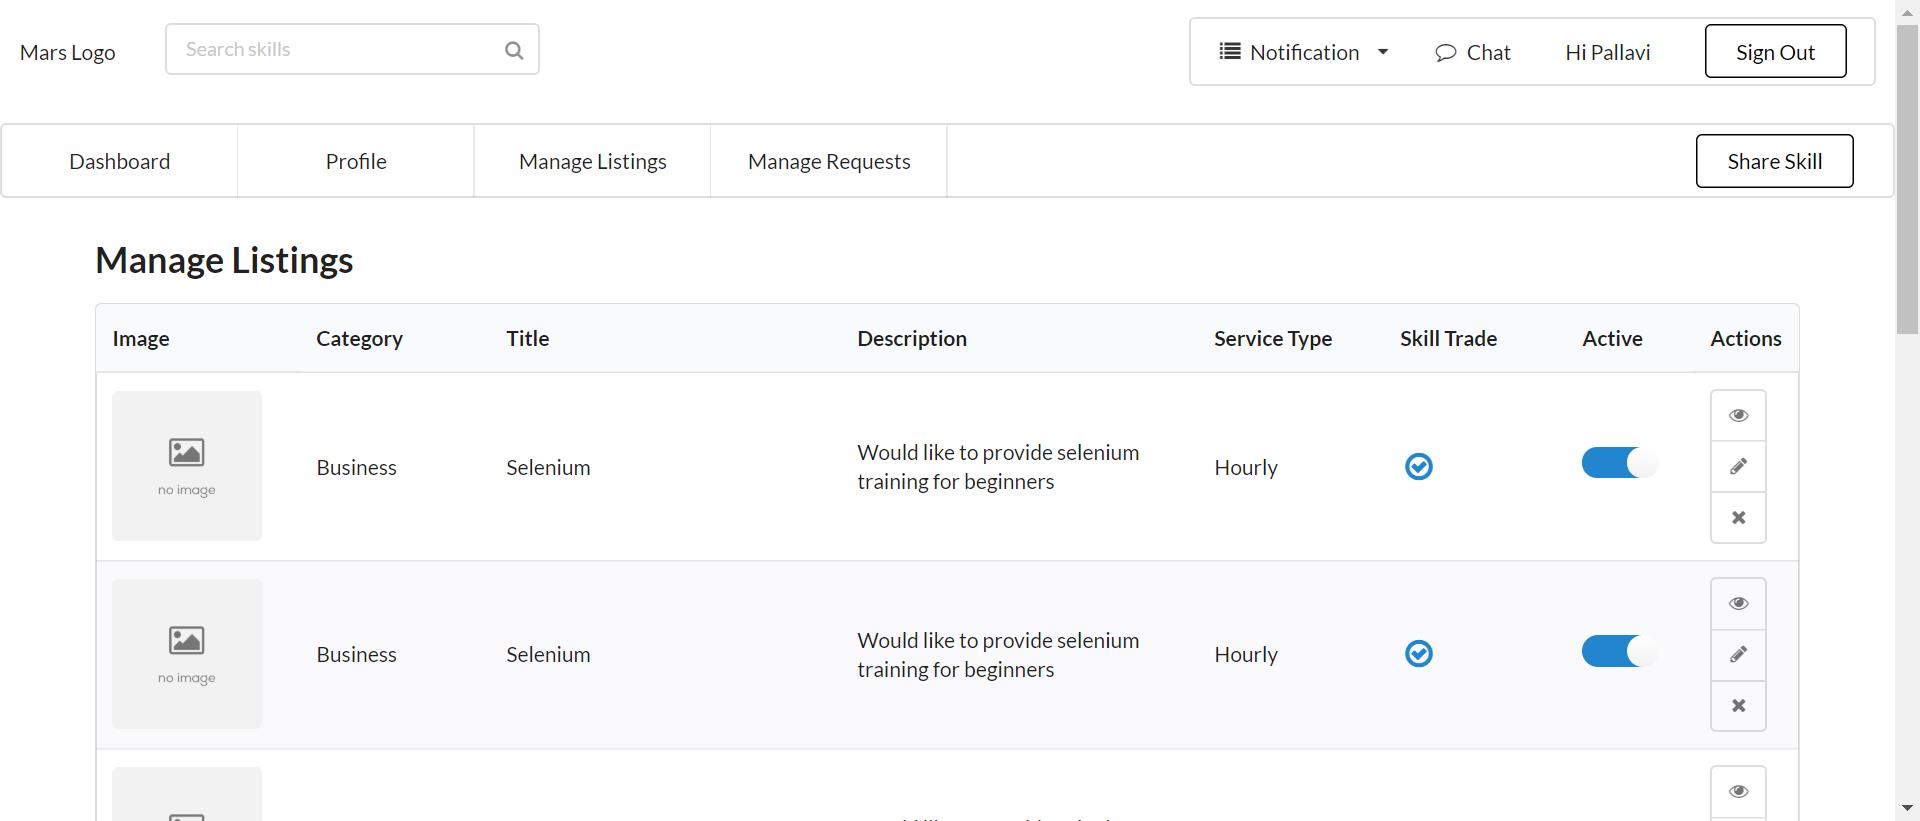 Mars Logo
Search skills
Notification
Chat
Hi Pallavi
Sign Out
Dashboard
Profile
Manage Listings
Manage Requests
Share Skill
Manage Listings
Image
Category
Title
Description
Service Type
Skill Trade
Active
Actions
no image
Business
Selenium
Would like to provide selenium
training for beginners
Hourly
no image
Business
Selenium
Would like to provide selenium
training for beginners
Hourly